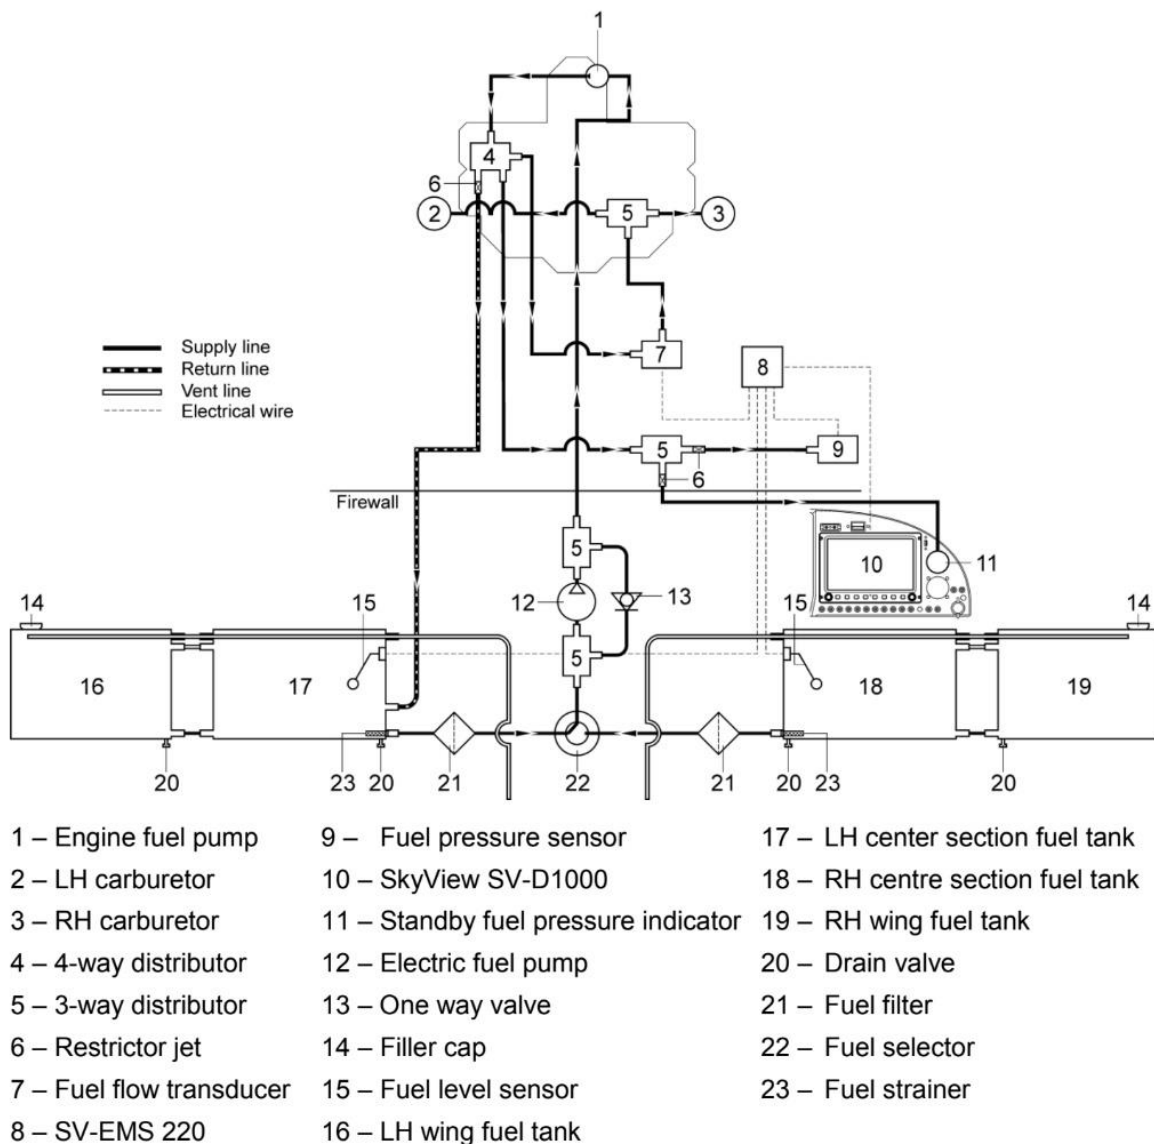 1
4
6
2
5
3
7
8
Supply line
Return line
Vent line
Electrical wire
5
9
6
Firewall
5
10
11
14
15
12
13
15
14
16
17
5
18
19
20
23
20
21
22
21
20
23
20
1 – Engine fuel pump
2 – LH carburetor
3 – RH carburetor
4 – 4-way distributor
5 – 3-way distributor
6 – Restrictor jet
7 – Fuel flow transducer
8 – SV-EMS 220
9 – Fuel pressure sensor
10 – SkyView SV-D1000
11 – Standby fuel pressure indicator
12 – Electric fuel pump
13 – One way valve
14 – Filler cap
15 – Fuel level sensor
16 – LH wing fuel tank
17 – LH center section fuel tank
18 – RH centre section fuel tank
19 – RH wing fuel tank
20 – Drain valve
21 – Fuel filter
22 – Fuel selector
23 – Fuel strainer